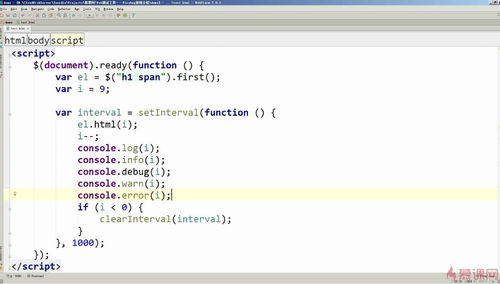 html body script
<script>
$(document).ready(function () {
var el = $("h1 span").first();
var i = 9;
var interval = setInterval(function () {
el.html(i);
i--;
console.log(i);
console.info(i);
console.debug(i);
console.warn(i);
console.error(i);
if (i < 0) {
clearInterval(interval);
}
}, 1000);
});
</script>
慕课网